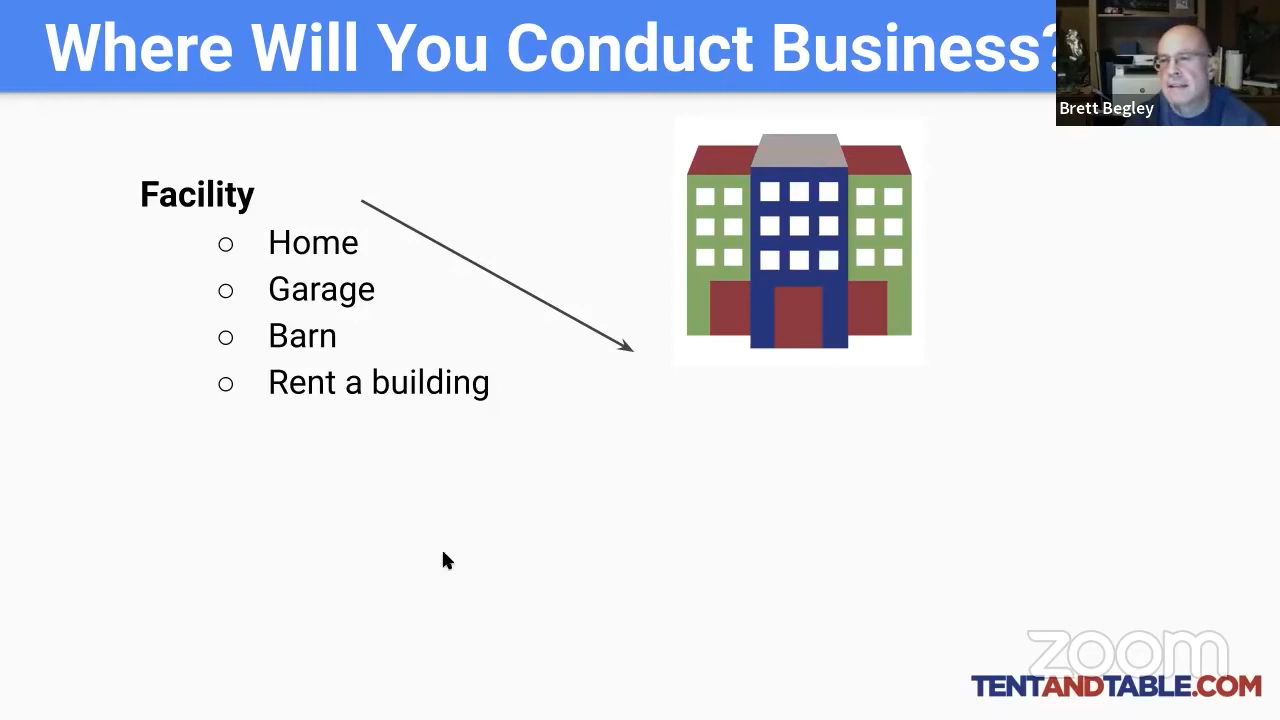 Where Will You Conduct Business?
Brett Begley
Facility
Home
Garage
Barn
Rent a building
zoom
TENTANDTABLE.COM